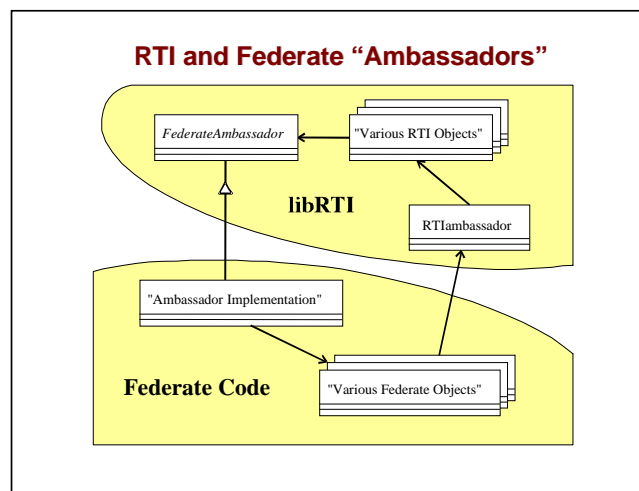 RTI and Federate “Ambassadors”
FederateAmbassador
"Various RTI Objects"
libRTI
RTIambassador
"Ambassador Implementation"
Federate Code
"Various Federate Objects"